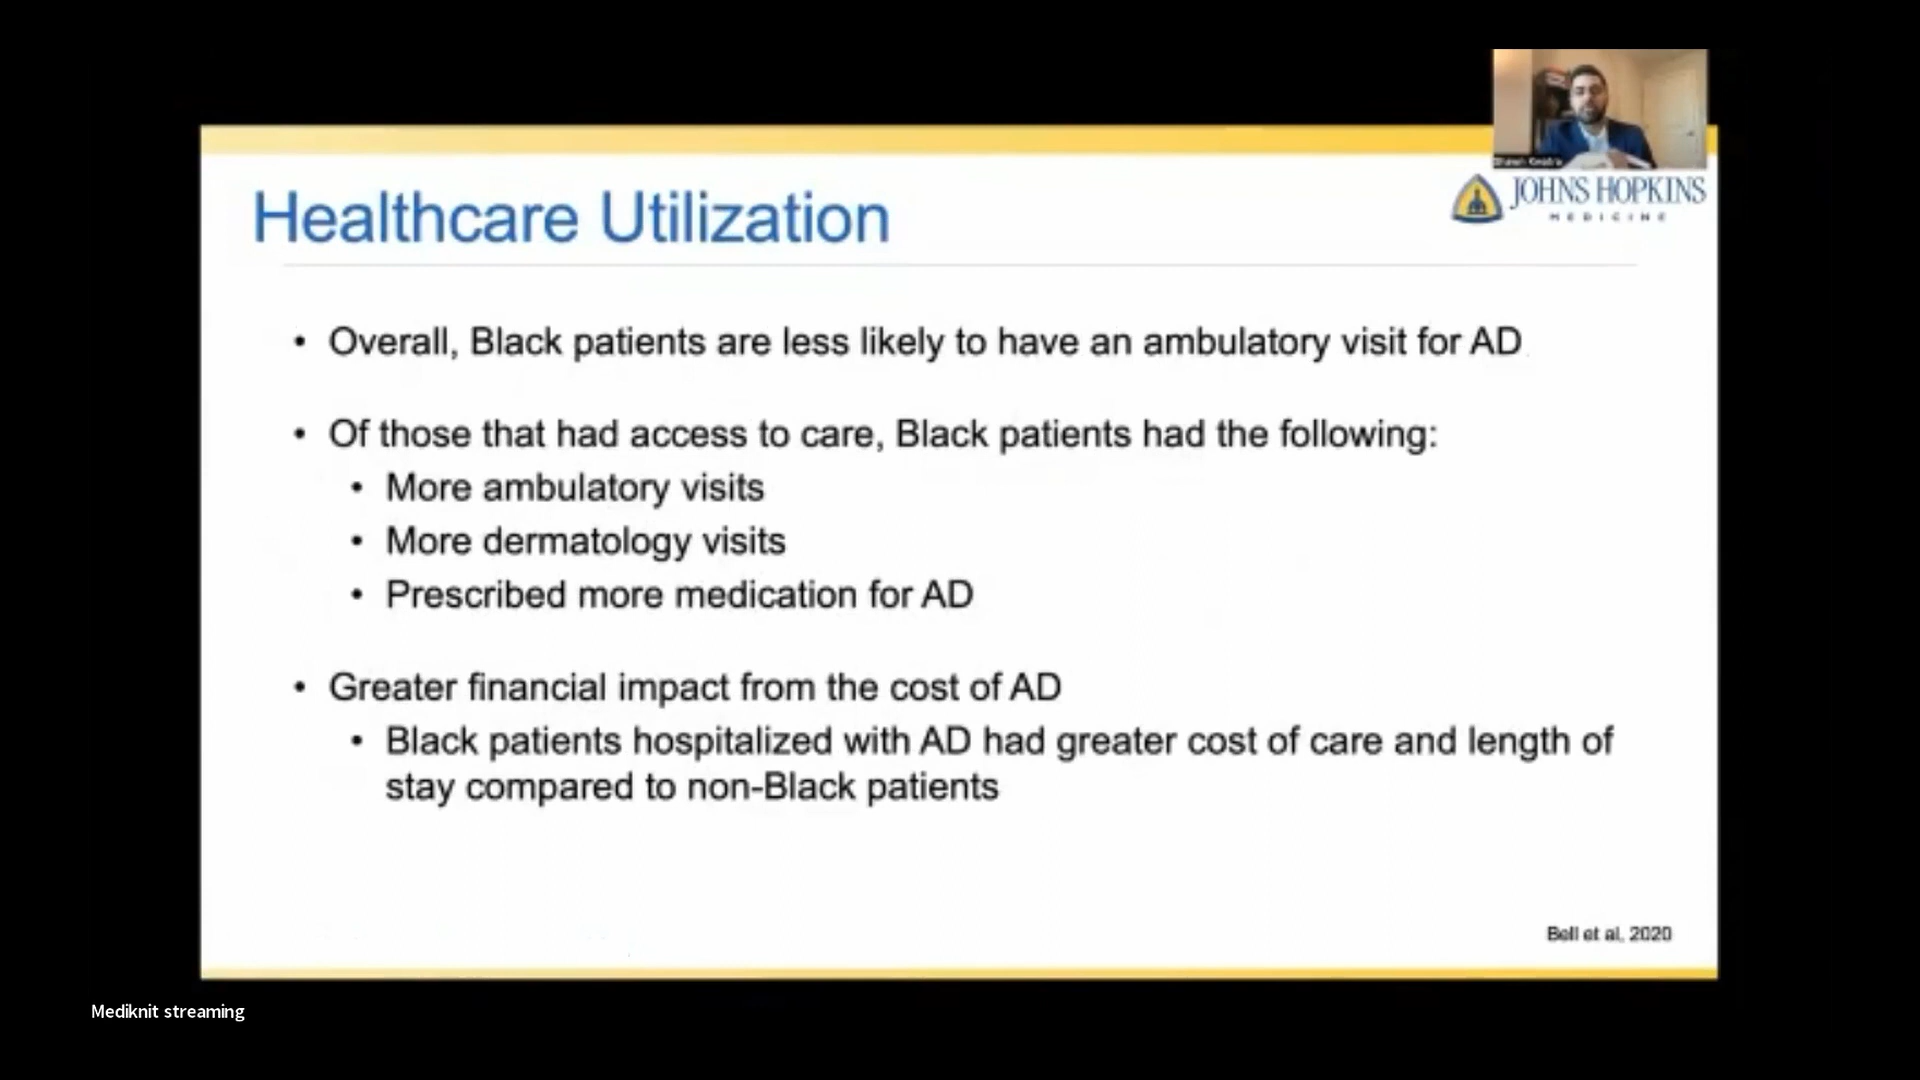 Shawn Kwatra
JOHNS HOPKINS
MEDICINE
Healthcare Utilization
• Overall, Black patients are less likely to have an ambulatory visit for AD
• Of those that had access to care, Black patients had the following:
• More ambulatory visits
• More dermatology visits
• Prescribed more medication for AD
• Greater financial impact from the cost of AD
• Black patients hospitalized with AD had greater cost of care and length of
stay compared to non-Black patients
Bell et al, 2020
Mediknit streaming